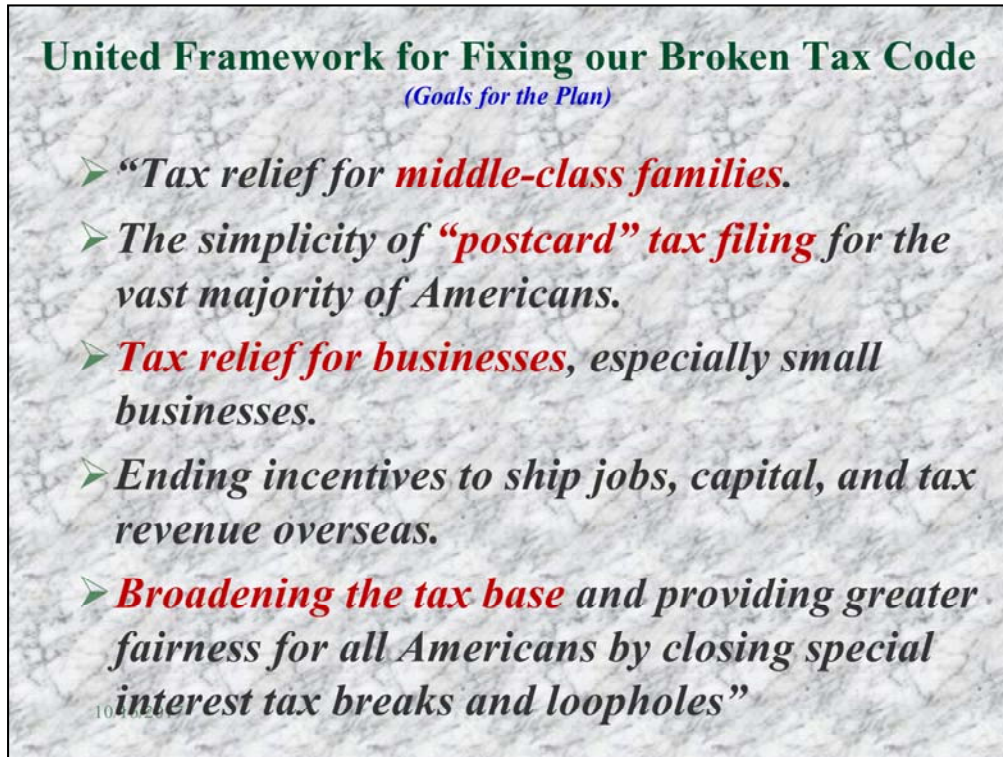 United Framework for Fixing our Broken Tax Code
(Goals for the Plan)
“Tax relief for middle-class families.
The simplicity of “postcard” tax filing for the
vast majority of Americans.
Tax relief for businesses, especially small
businesses.
Ending incentives to ship jobs, capital, and tax
revenue overseas.
Broadening the tax base and providing greater
fairness for all Americans by closing special
interest tax breaks and loopholes”